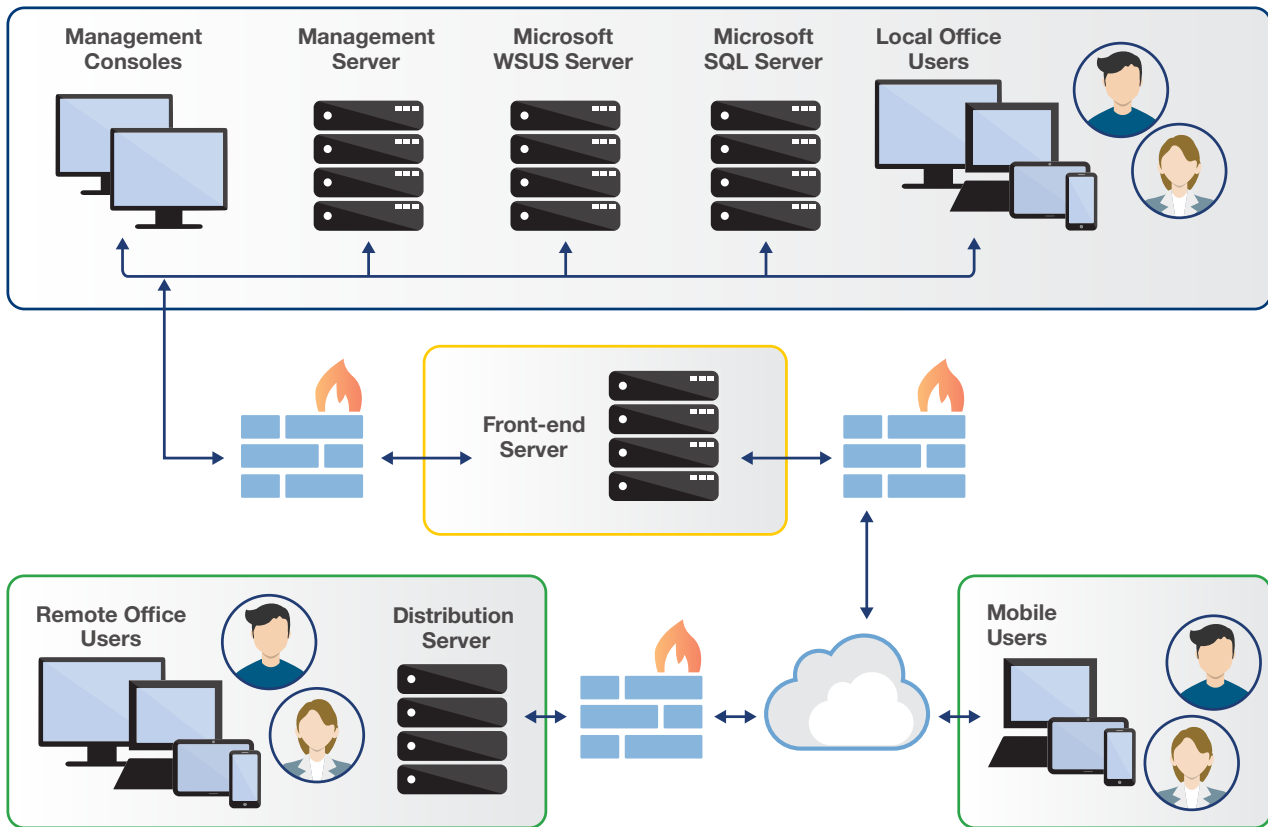 Management
Consoles
Management
Server
Microsoft
WSUS Server
Microsoft
SQL Server
Local Office
Users
Front-end
Server
Remote Office
Users
Distribution
Server
Mobile
Users